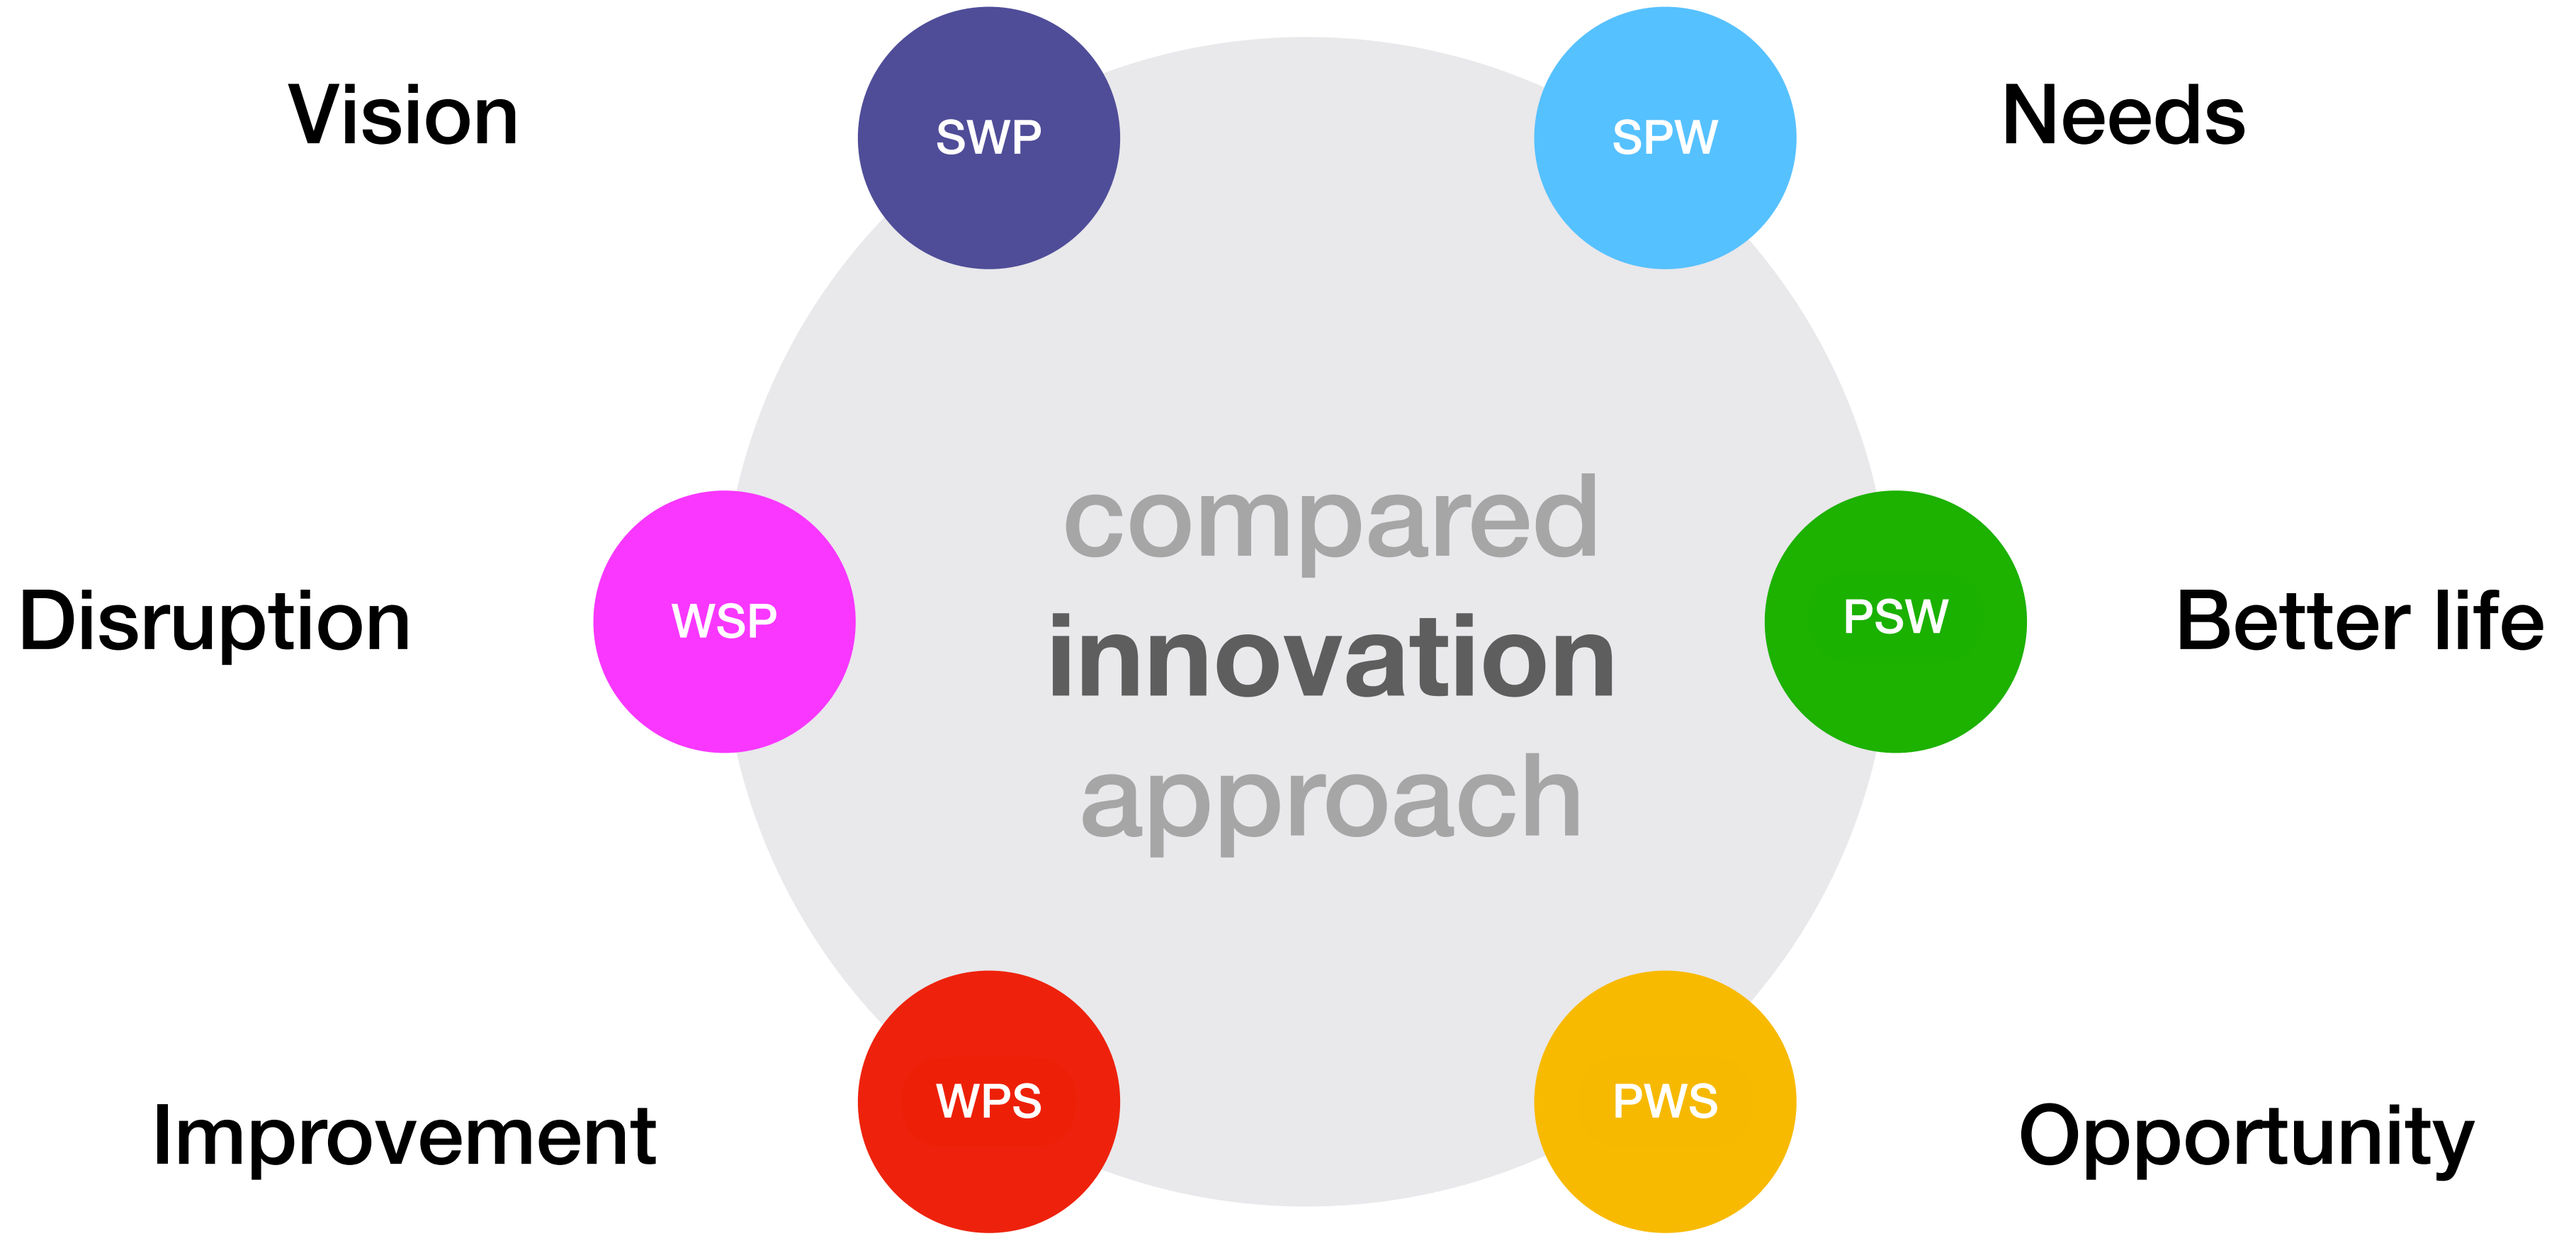 Vision
SWP
SPW
Needs
compared
Disruption
WSP
innovation
PSW
Better life
approach
Improvement
WPS
PWS
Opportunity